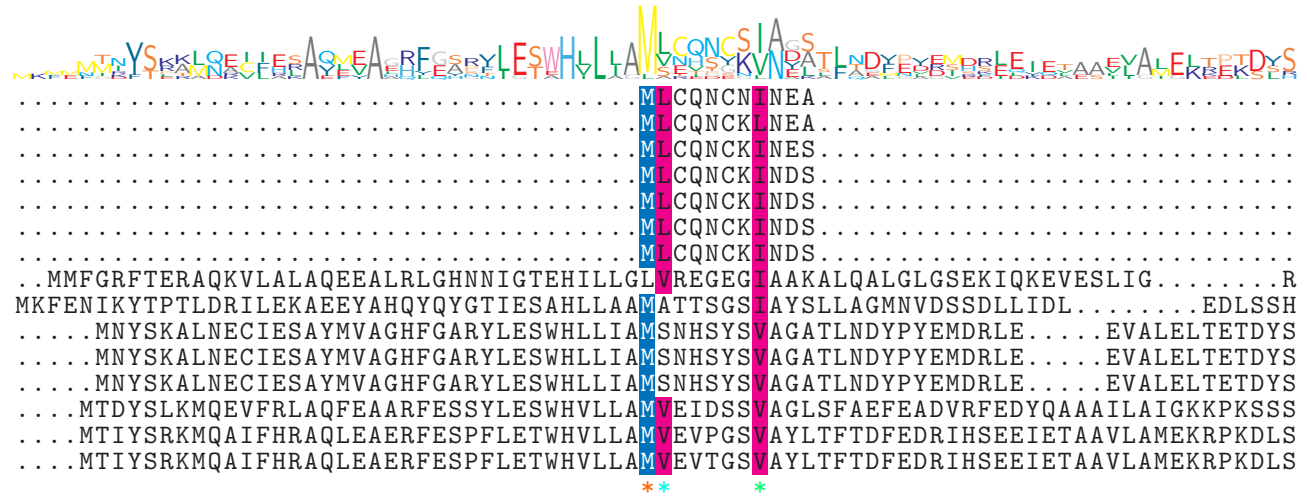 .......................................MLCQNCNINEA..............................
.......................................MLCQNCKLNEA..............................
.......................................MLCQNCKINES..............................
.......................................MLCQNCKINDS..............................
.......................................MLCQNCKINDS..............................
.......................................MLCQNCKINDS..............................
.......................................MLCQNCKINDS..............................
..MMFGRFTERAQKVLALAQEEALRLGHNNIGTEHILLGLVREGEGIAAKALQALGLGSEKIQKEVESLIG........R
MKFENIKYTPTLDRILEKAEEYAHQYQYGTIESAHLLAAMATTSGSIAYSLLAGMNVDSSDLLIDL........EDLSSH
.....MNYSKALNECIESAYMVAGHFGARYLESWHLLIAMSNHSYSVAGATLNDYPYEMDRLE.....EVALELTETDYS
.....MNYSKALNECIESAYMVAGHFGARYLESWHLLIAMSNHSYSVAGATLNDYPYEMDRLE.....EVALELTETDYS
.....MNYSKALNECIESAYMVAGHFGARYLESWHLLIAMSNHSYSVAGATLNDYPYEMDRLE.....EVALELTETDYS
....MTDYSLKMQEVFRLAQFEAARFESSYLESWHVLLAMVEIDSSVAGLSFAEFEADVRFEDYQAAAILAIGKKPKSSS
....MTIYSRKMQAIFHRAQLEAERFESPFLETWHVLLAMVEVPGSVAYLTFTDFEDRIHSEEIETAAVLAMEKRPKDLS
....MTIYSRKMQAIFHRAQLEAERFESPFLETWHVLLAMVEVTGSVAYLTFTDFEDRIHSEEIETAAVLAMEKRPKDLS
* * *